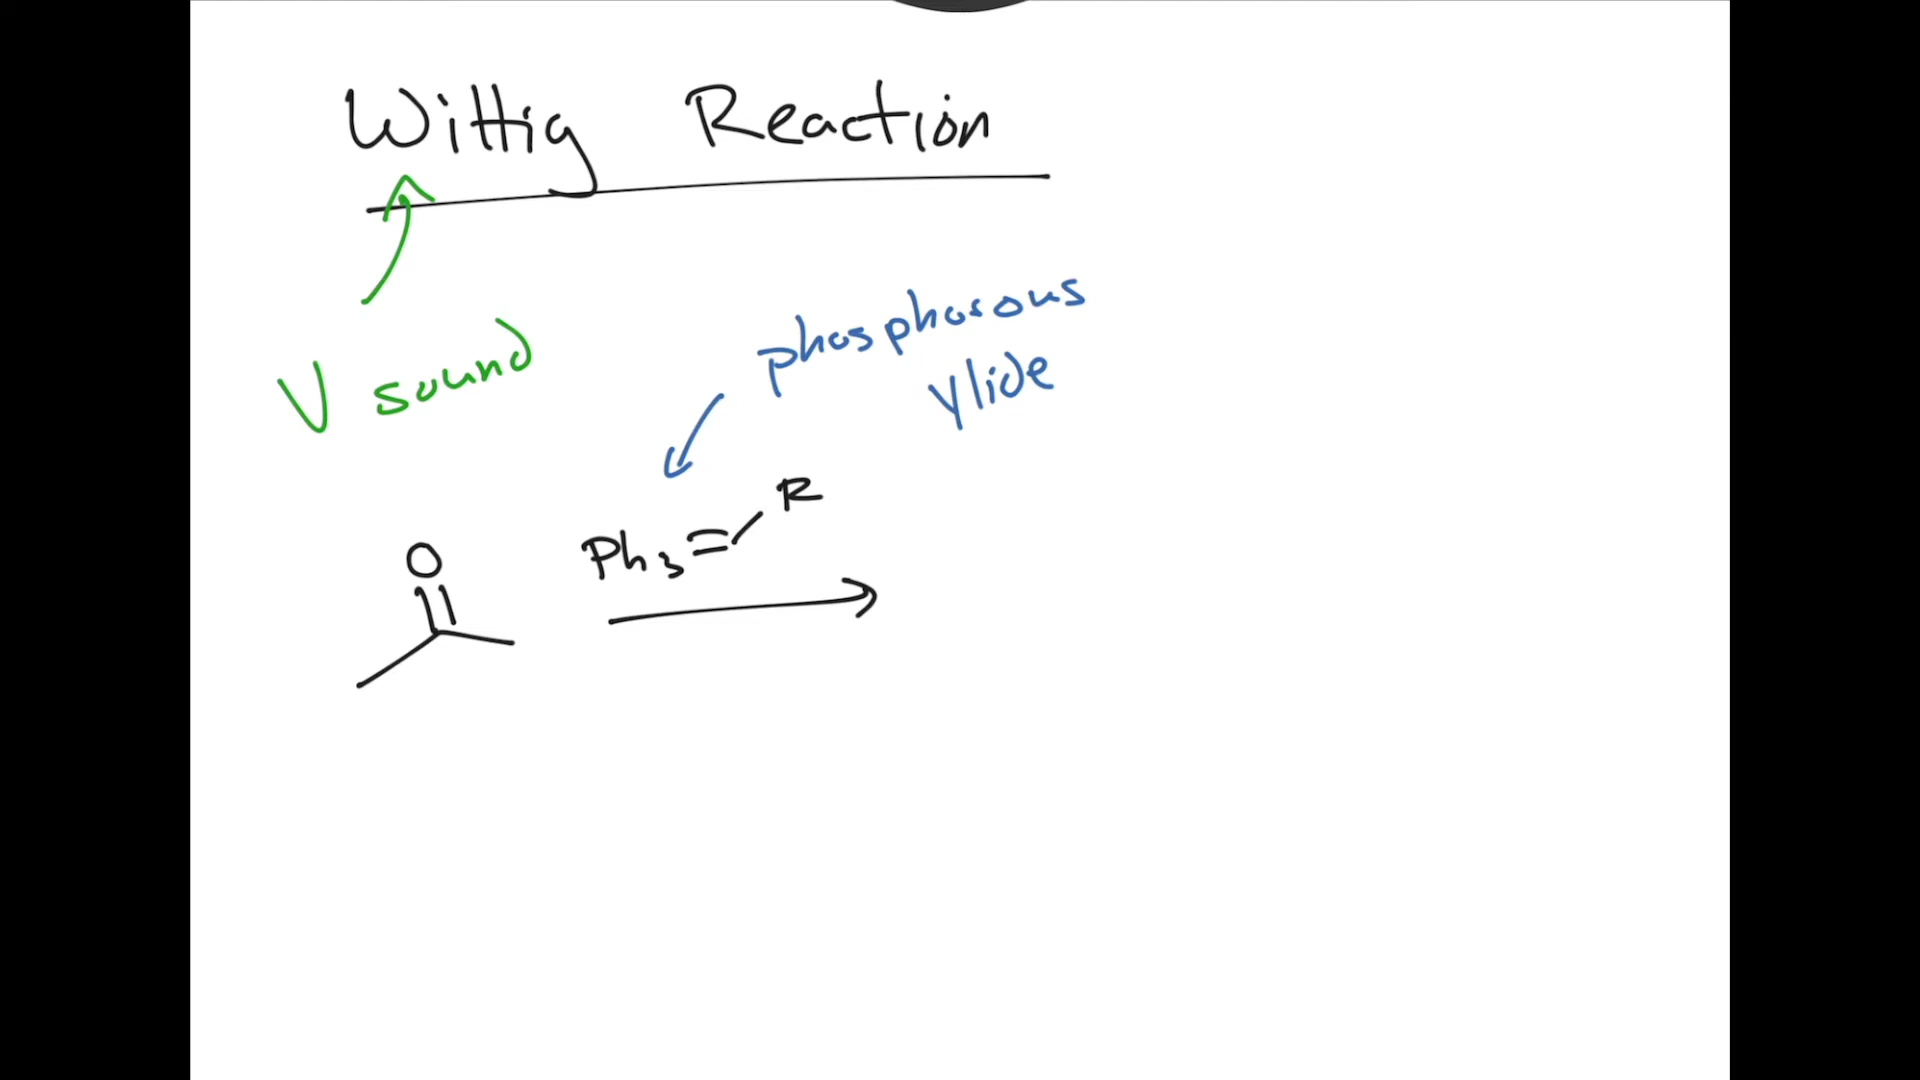 Wittig Reaction
V sound
phosphorous
ylide
R
Ph3=
O